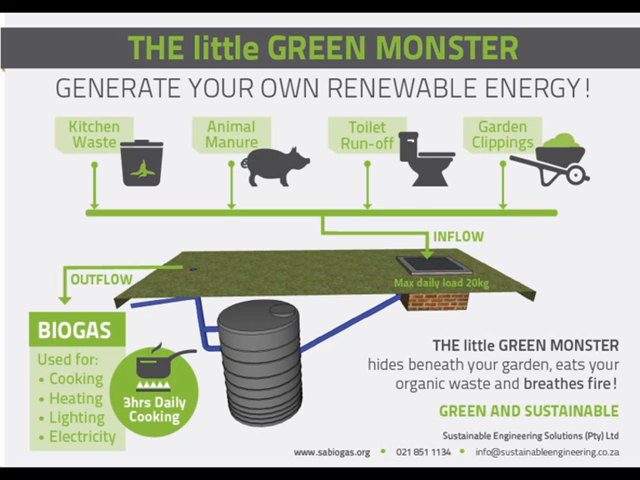 THE little GREEN MONSTER
GENERATE YOUR OWN RENEWABLE ENERGY!
Kitchen
Waste
Animal
Manure
Toilet
Run-off
Garden
Clippings
INFLOW
OUTFLOW
Max daily load 20kg
BIOGAS
Used for:
• Cooking
• Heating
• Lighting
• Electricity
3hrs Daily
Cooking
THE little GREEN MONSTER
hides beneath your garden, eats your
organic waste and breathes fire!
GREEN AND SUSTAINABLE
Sustainable Engineering Solutions (Pty) Ltd
www.sabiogas.org • 021 851 1134 • info@sustainableengineering.co.za